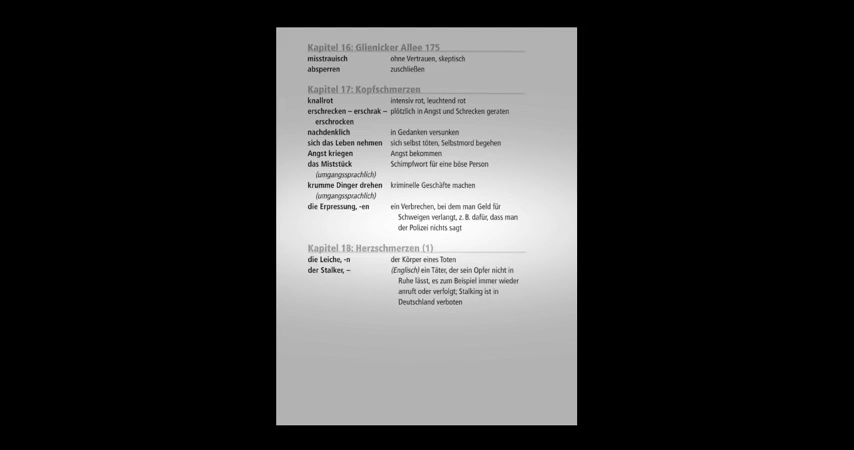 Kapitel 16: Glienicker Allee 175
misstrauisch ohne Vertrauen, skeptisch
absperren zuschließen
Kapitel 17: Kopfschmerzen
knallrot intensiv rot, leuchtend rot
erschrecken – erschrak – plötzlich in Angst und Schrecken geraten
erschrocken
nachdenklich in Gedanken versunken
sich das Leben nehmen sich selbst töten, Selbstmord begehen
Angst kriegen Angst bekommen
das Miststück Schimpfwort für eine böse Person
(umgangssprachlich)
krumme Dinger drehen kriminelle Geschäfte machen
(umgangssprachlich)
die Erpressung, -en ein Verbrechen, bei dem man Geld für
Schweigen verlangt, z. B. dafür, dass man
der Polizei nichts sagt
Kapitel 18: Herzschmerzen (1)
die Leiche, -n der Körper eines Toten
der Stalker, – (Englisch) ein Täter, der sein Opfer nicht in
Ruhe lässt, es zum Beispiel immer wieder
anruft oder verfolgt; Stalking ist in
Deutschland verboten